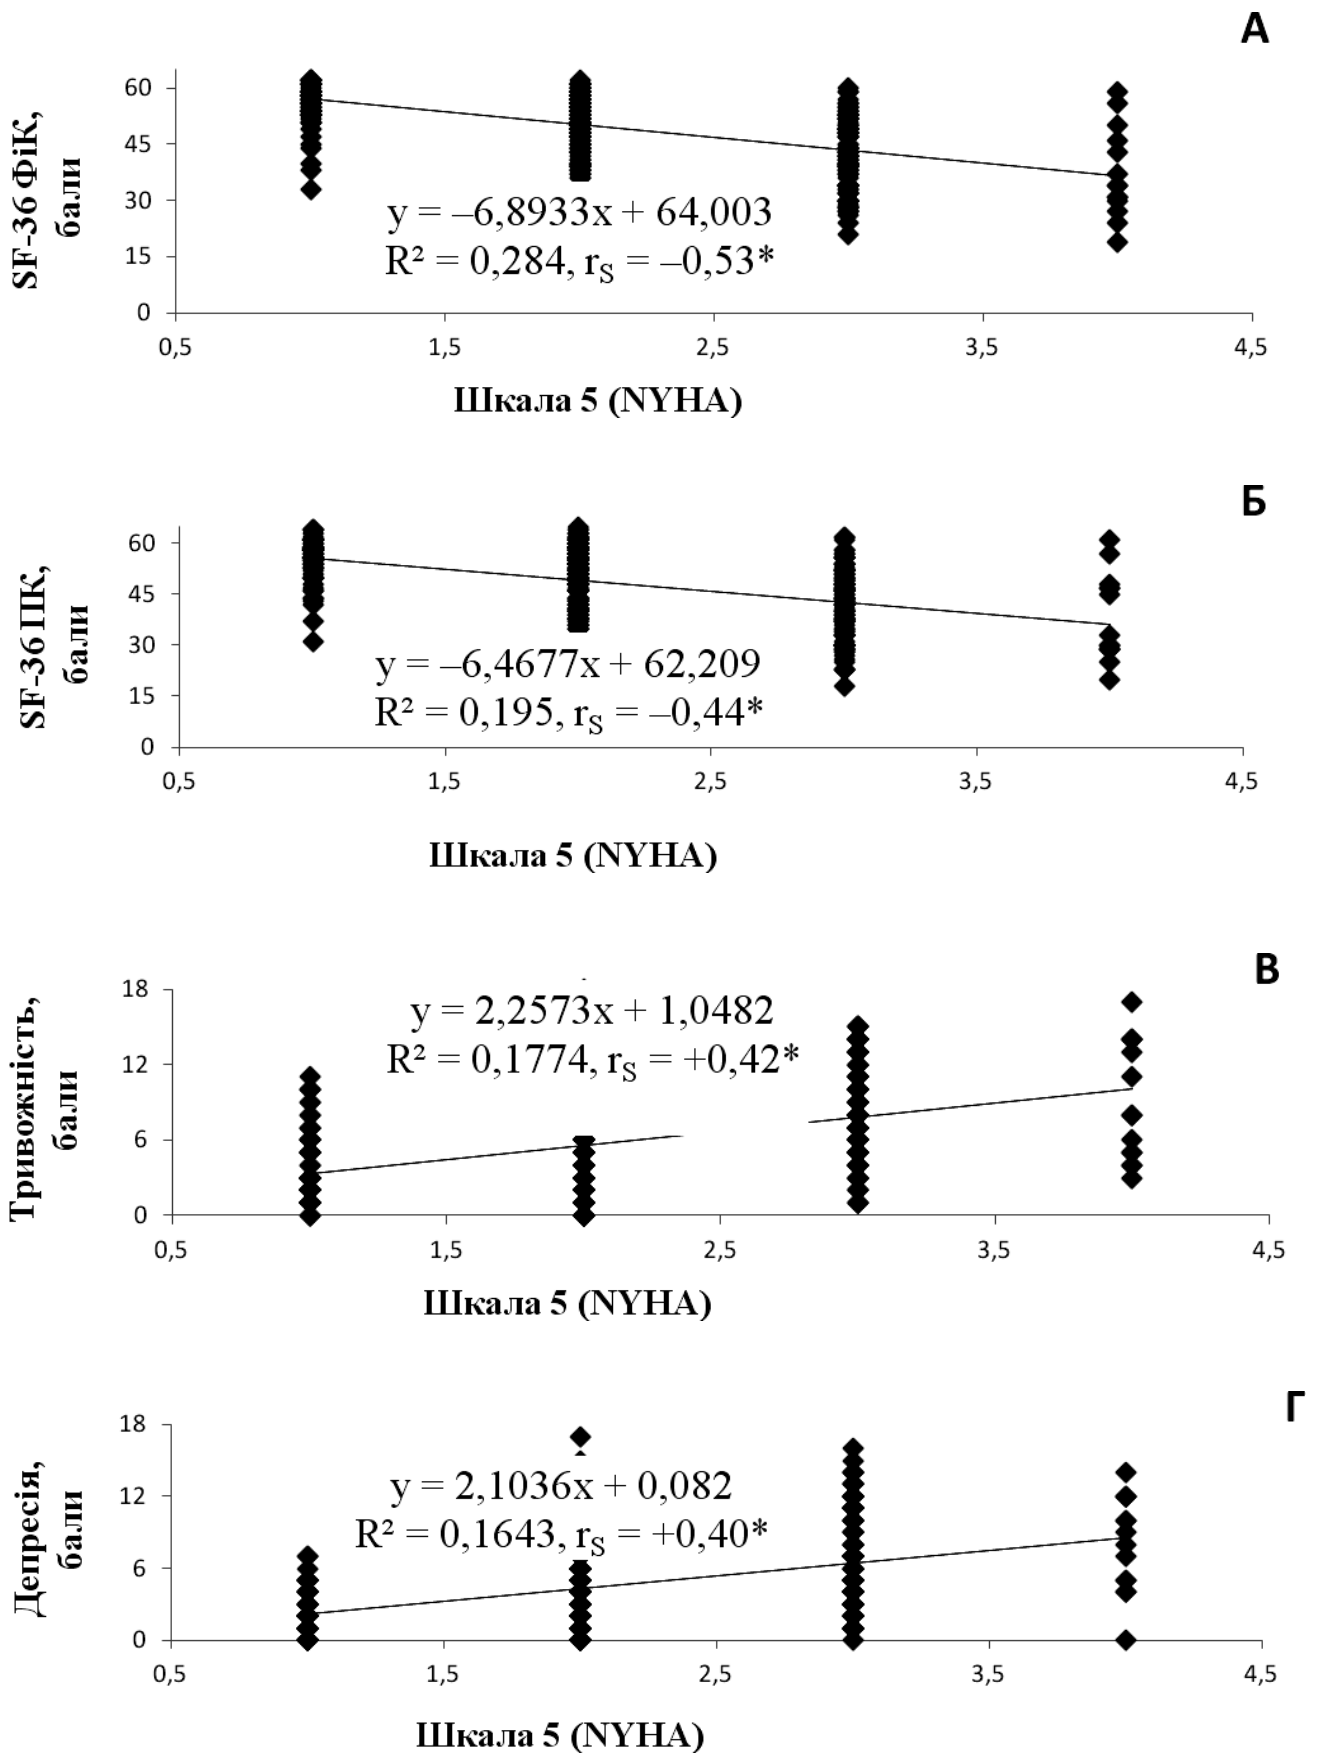 А
SF-36 ФіК,
бали
60
45
30
15
0
y = –6,8933x + 64,003
R² = 0,284, rS = –0,53*
0,5 1,5 2,5 3,5 4,5
Шкала 5 (NYHA)
Б
SF-36 ПК,
бали
60
45
30
15
0
y = –6,4677x + 62,209
R² = 0,195, rS = –0,44*
0,5 1,5 2,5 3,5 4,5
Шкала 5 (NYHA)
В
Тривожність,
бали
18
12
6
0
y = 2,2573x + 1,0482
R² = 0,1774, rS = +0,42*
0,5 1,5 2,5 3,5 4,5
Шкала 5 (NYHA)
Г
Депресія,
бали
18
12
6
0
y = 2,1036x + 0,082
R² = 0,1643, rS = +0,40*
0,5 1,5 2,5 3,5 4,5
Шкала 5 (NYHA)